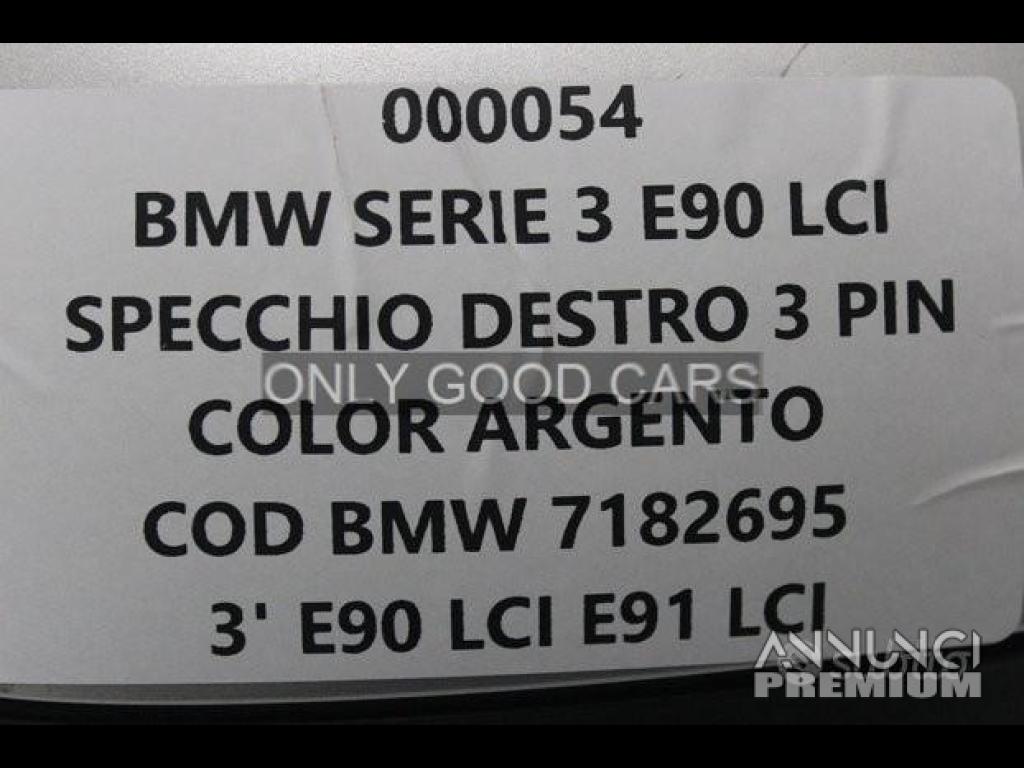 000054
BMW SERIE 3 E90 LCI
SPECCHIO DESTRO 3 PIN
ONLY GOOD CARS
COLOR ARGENTO
COD BMW 7182695
3' E90 LCI E91 LCI
ANNUNCI
PREMIUM